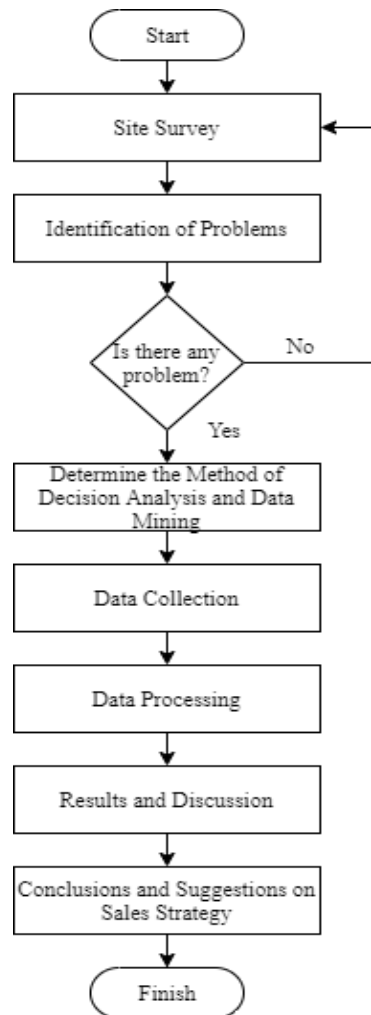 Start
Site Survey
Identification of Problems
Is there any
problem?
No
Yes
Determine the Method of
Decision Analysis and Data
Mining
Data Collection
Data Processing
Results and Discussion
Conclusions and Suggestions on
Sales Strategy
Finish